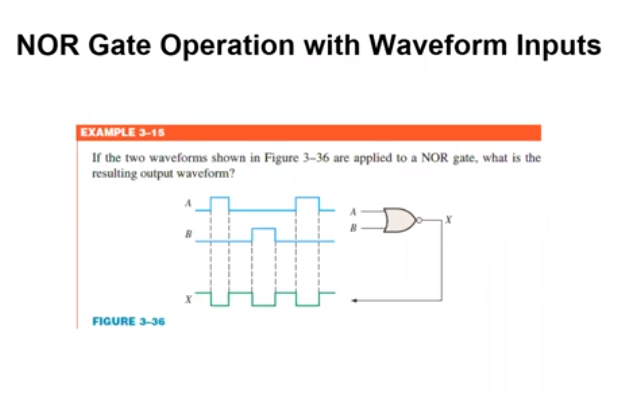 NOR Gate Operation with Waveform Inputs
EXAMPLE 3–15
If the two waveforms shown in Figure 3–36 are applied to a NOR gate, what is the
resulting output waveform?
A
B
X
A
B
X
FIGURE 3–36